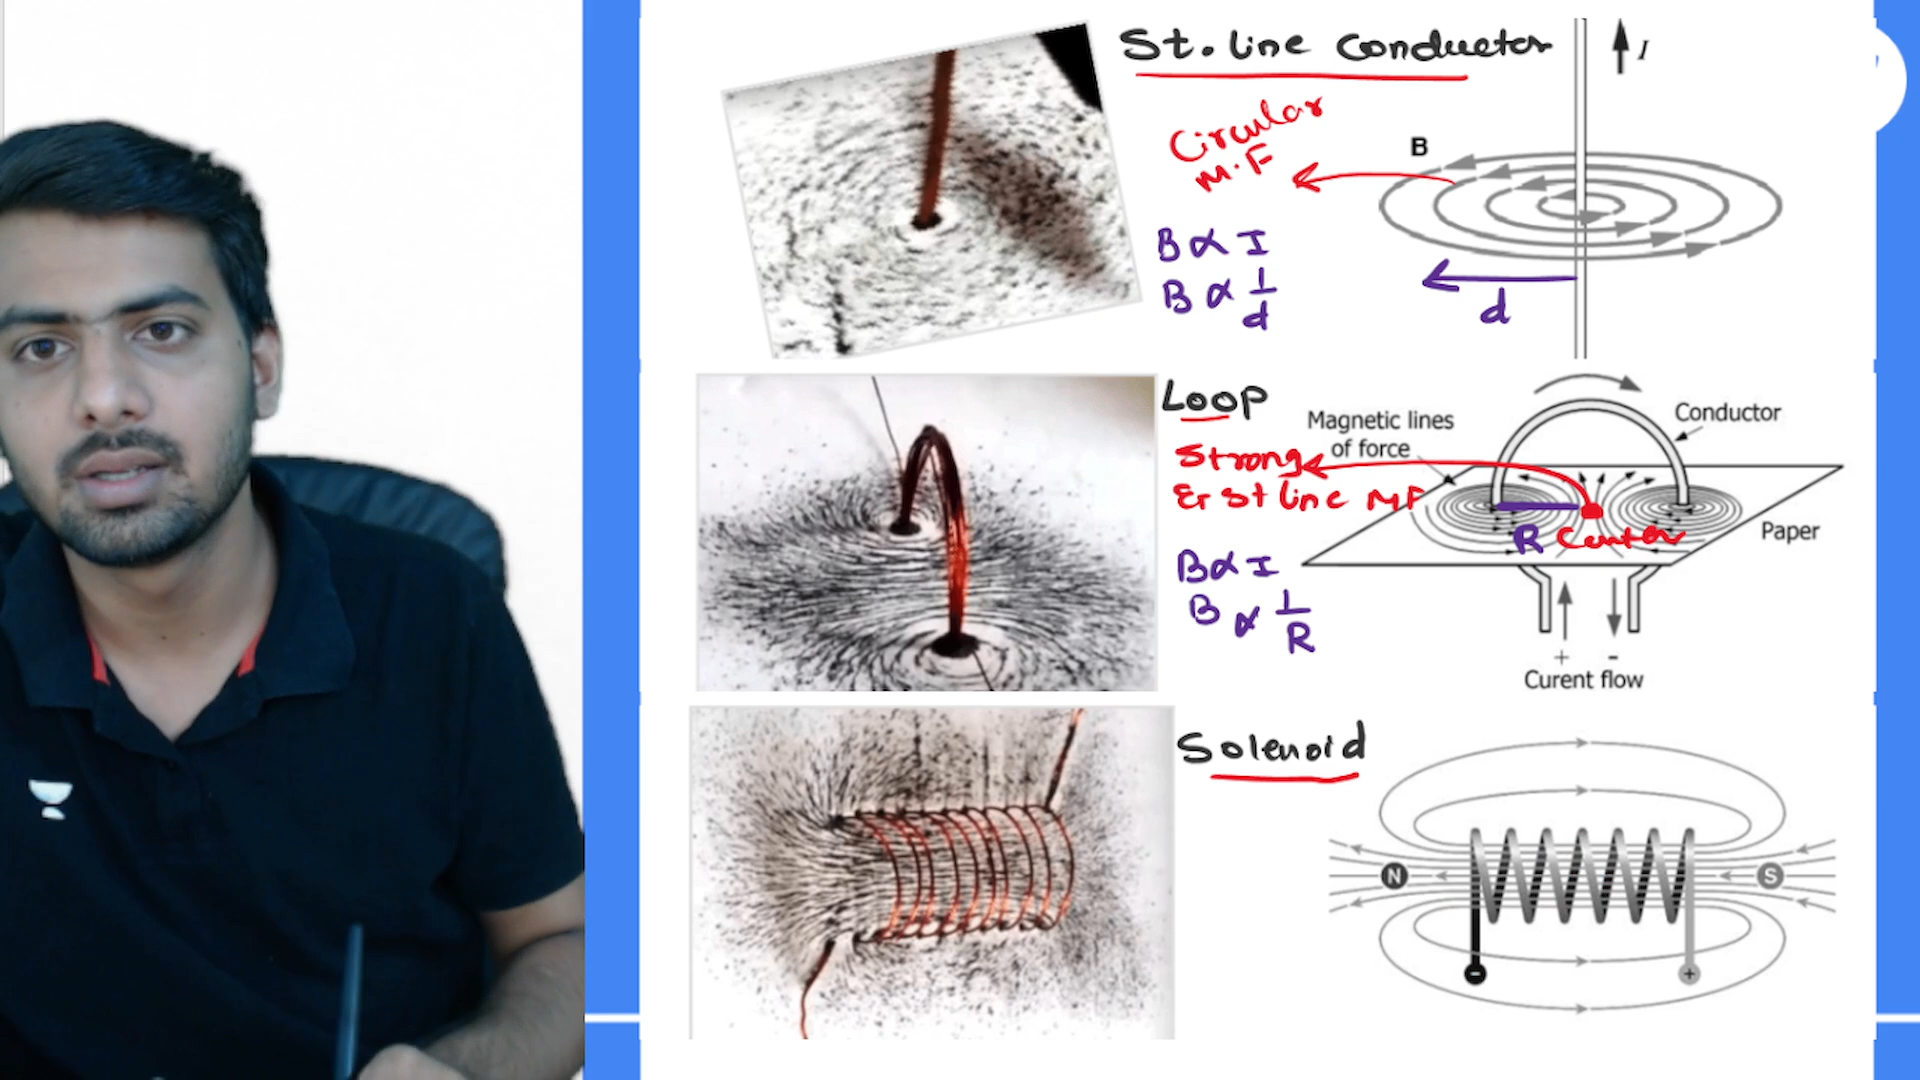 St. line Conductor
I
Circular
M.F
B
B ∝ I
B ∝ 1/d
d
Loop
Magnetic lines
of force
Conductor
Strong
& St line MF
R Center
Paper
B ∝ I
B ∝ 1/R
+ -
Curent flow
Solenoid
N
S
- +